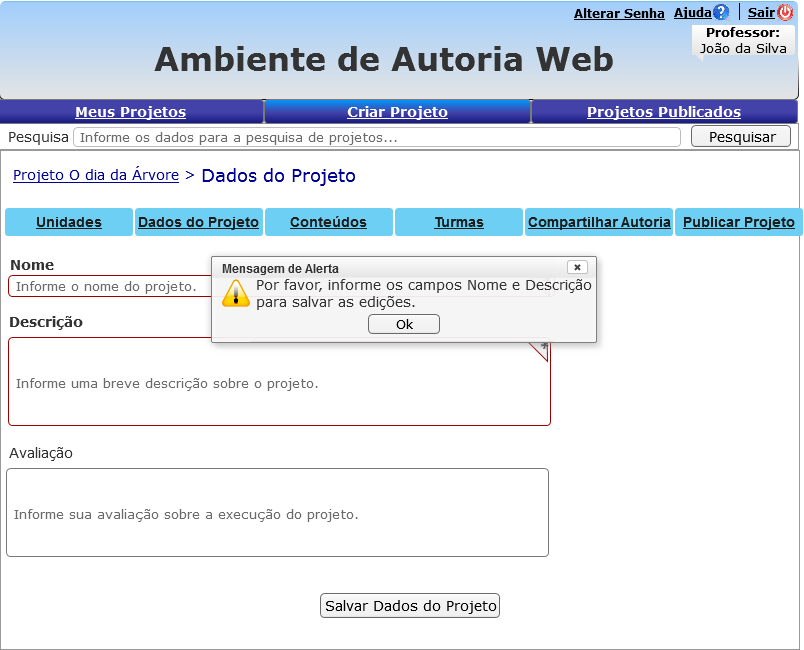 Alterar Senha Ajuda Sair
Professor:
João da Silva
Ambiente de Autoria Web
Meus Projetos Criar Projeto Projetos Publicados
Pesquisa Informe os dados para a pesquisa de projetos... Pesquisar
Projeto O dia da Árvore > Dados do Projeto
Unidades Dados do Projeto Conteúdos Turmas Compartilhar Autoria Publicar Projeto
Nome
Informe o nome do projeto.
Mensagem de Alerta
Por favor, informe os campos Nome e Descrição
para salvar as edições.
Ok
Descrição
*
Informe uma breve descrição sobre o projeto.
Avaliação
Informe sua avaliação sobre a execução do projeto.
Salvar Dados do Projeto